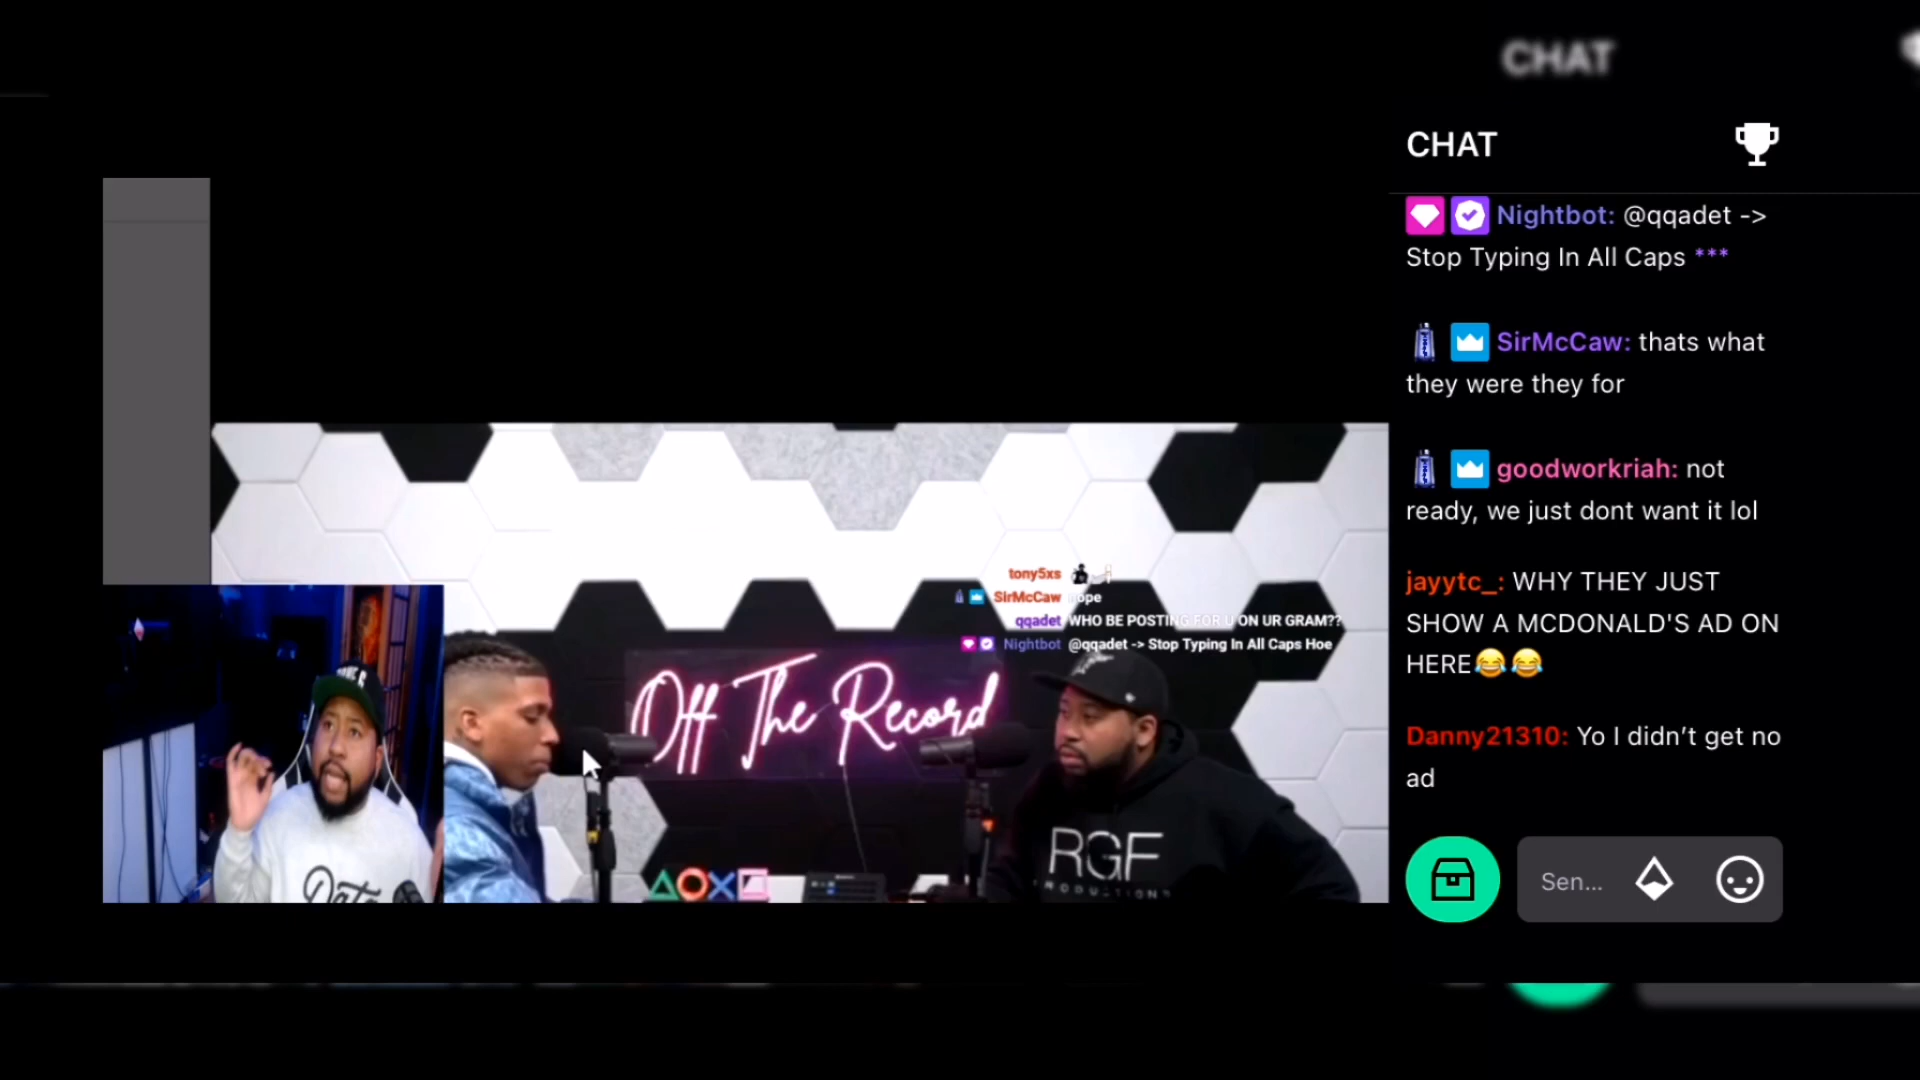 CHAT
CHAT
Nightbot: @qqadet ->
Stop Typing In All Caps ***
SirMcCaw: thats what
they were they for
goodworkriah: not
ready, we just dont want it lol
jayytc_: WHY THEY JUST
SHOW A MCDONALD'S AD ON
HERE😂😂
Danny21310: Yo I didn’t get no
ad
Sen...
tony5xs
SirMcCaw nope
qqadet WHO BE POSTING FOR U ON UR GRAM??
Nightbot @qqadet -> Stop Typing In All Caps Hoe
Off The Record
RGF
PRODUCTIONS